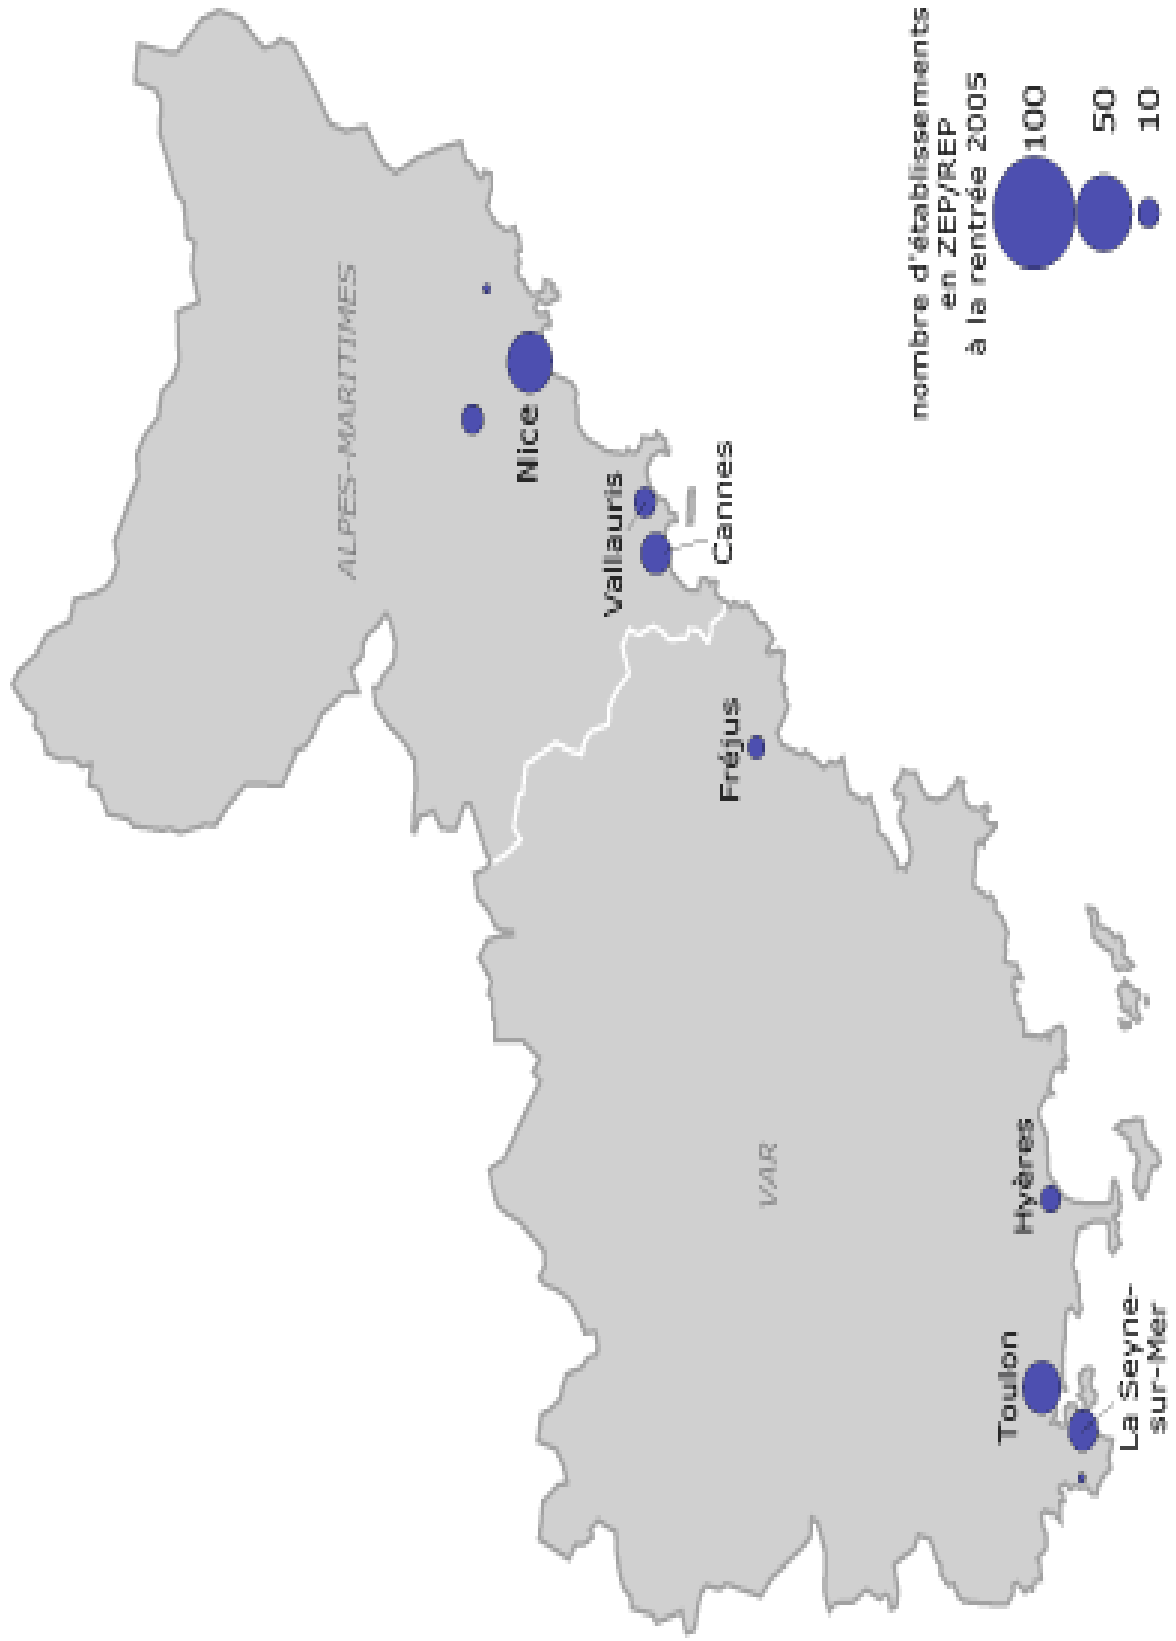 nombre d'établissements
en ZEP/REP
à la rentrée 2005
100
50
10
ALPES-MARITIMES
Nice
Vallauris
Cannes
Fréjus
VAR
Hyères
Toulon
La Seyne-
sur-Mer